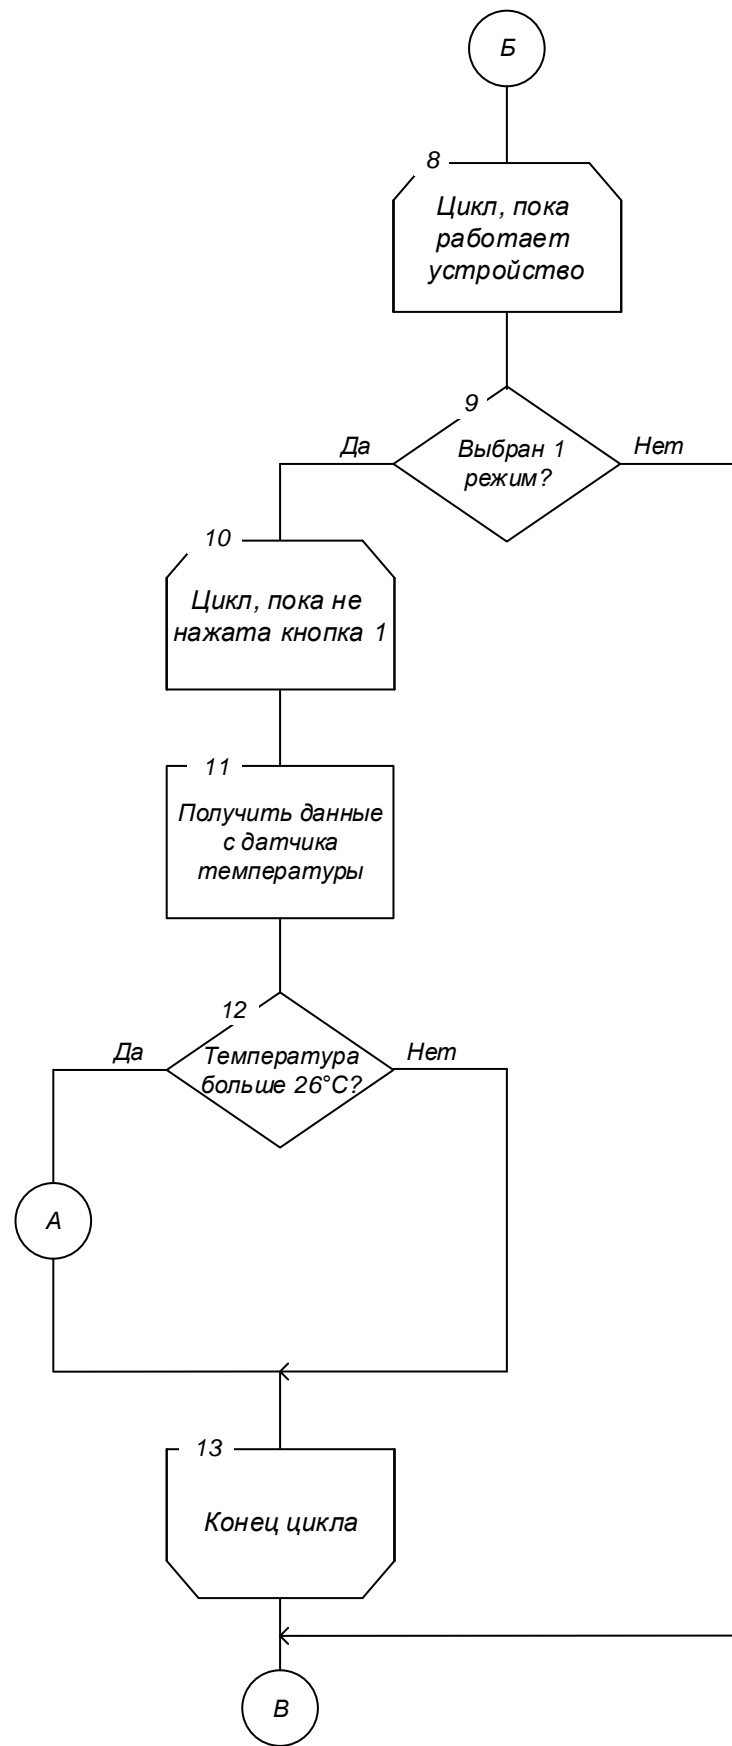 Б
8
Цикл, пока
работает
устройство
9
Да
Выбран 1
режим?
Нет
10
Цикл, пока не
нажата кнопка 1
11
Получить данные
с датчика
температуры
12
Да
Температура
больше 26°С?
Нет
А
13
Конец цикла
В